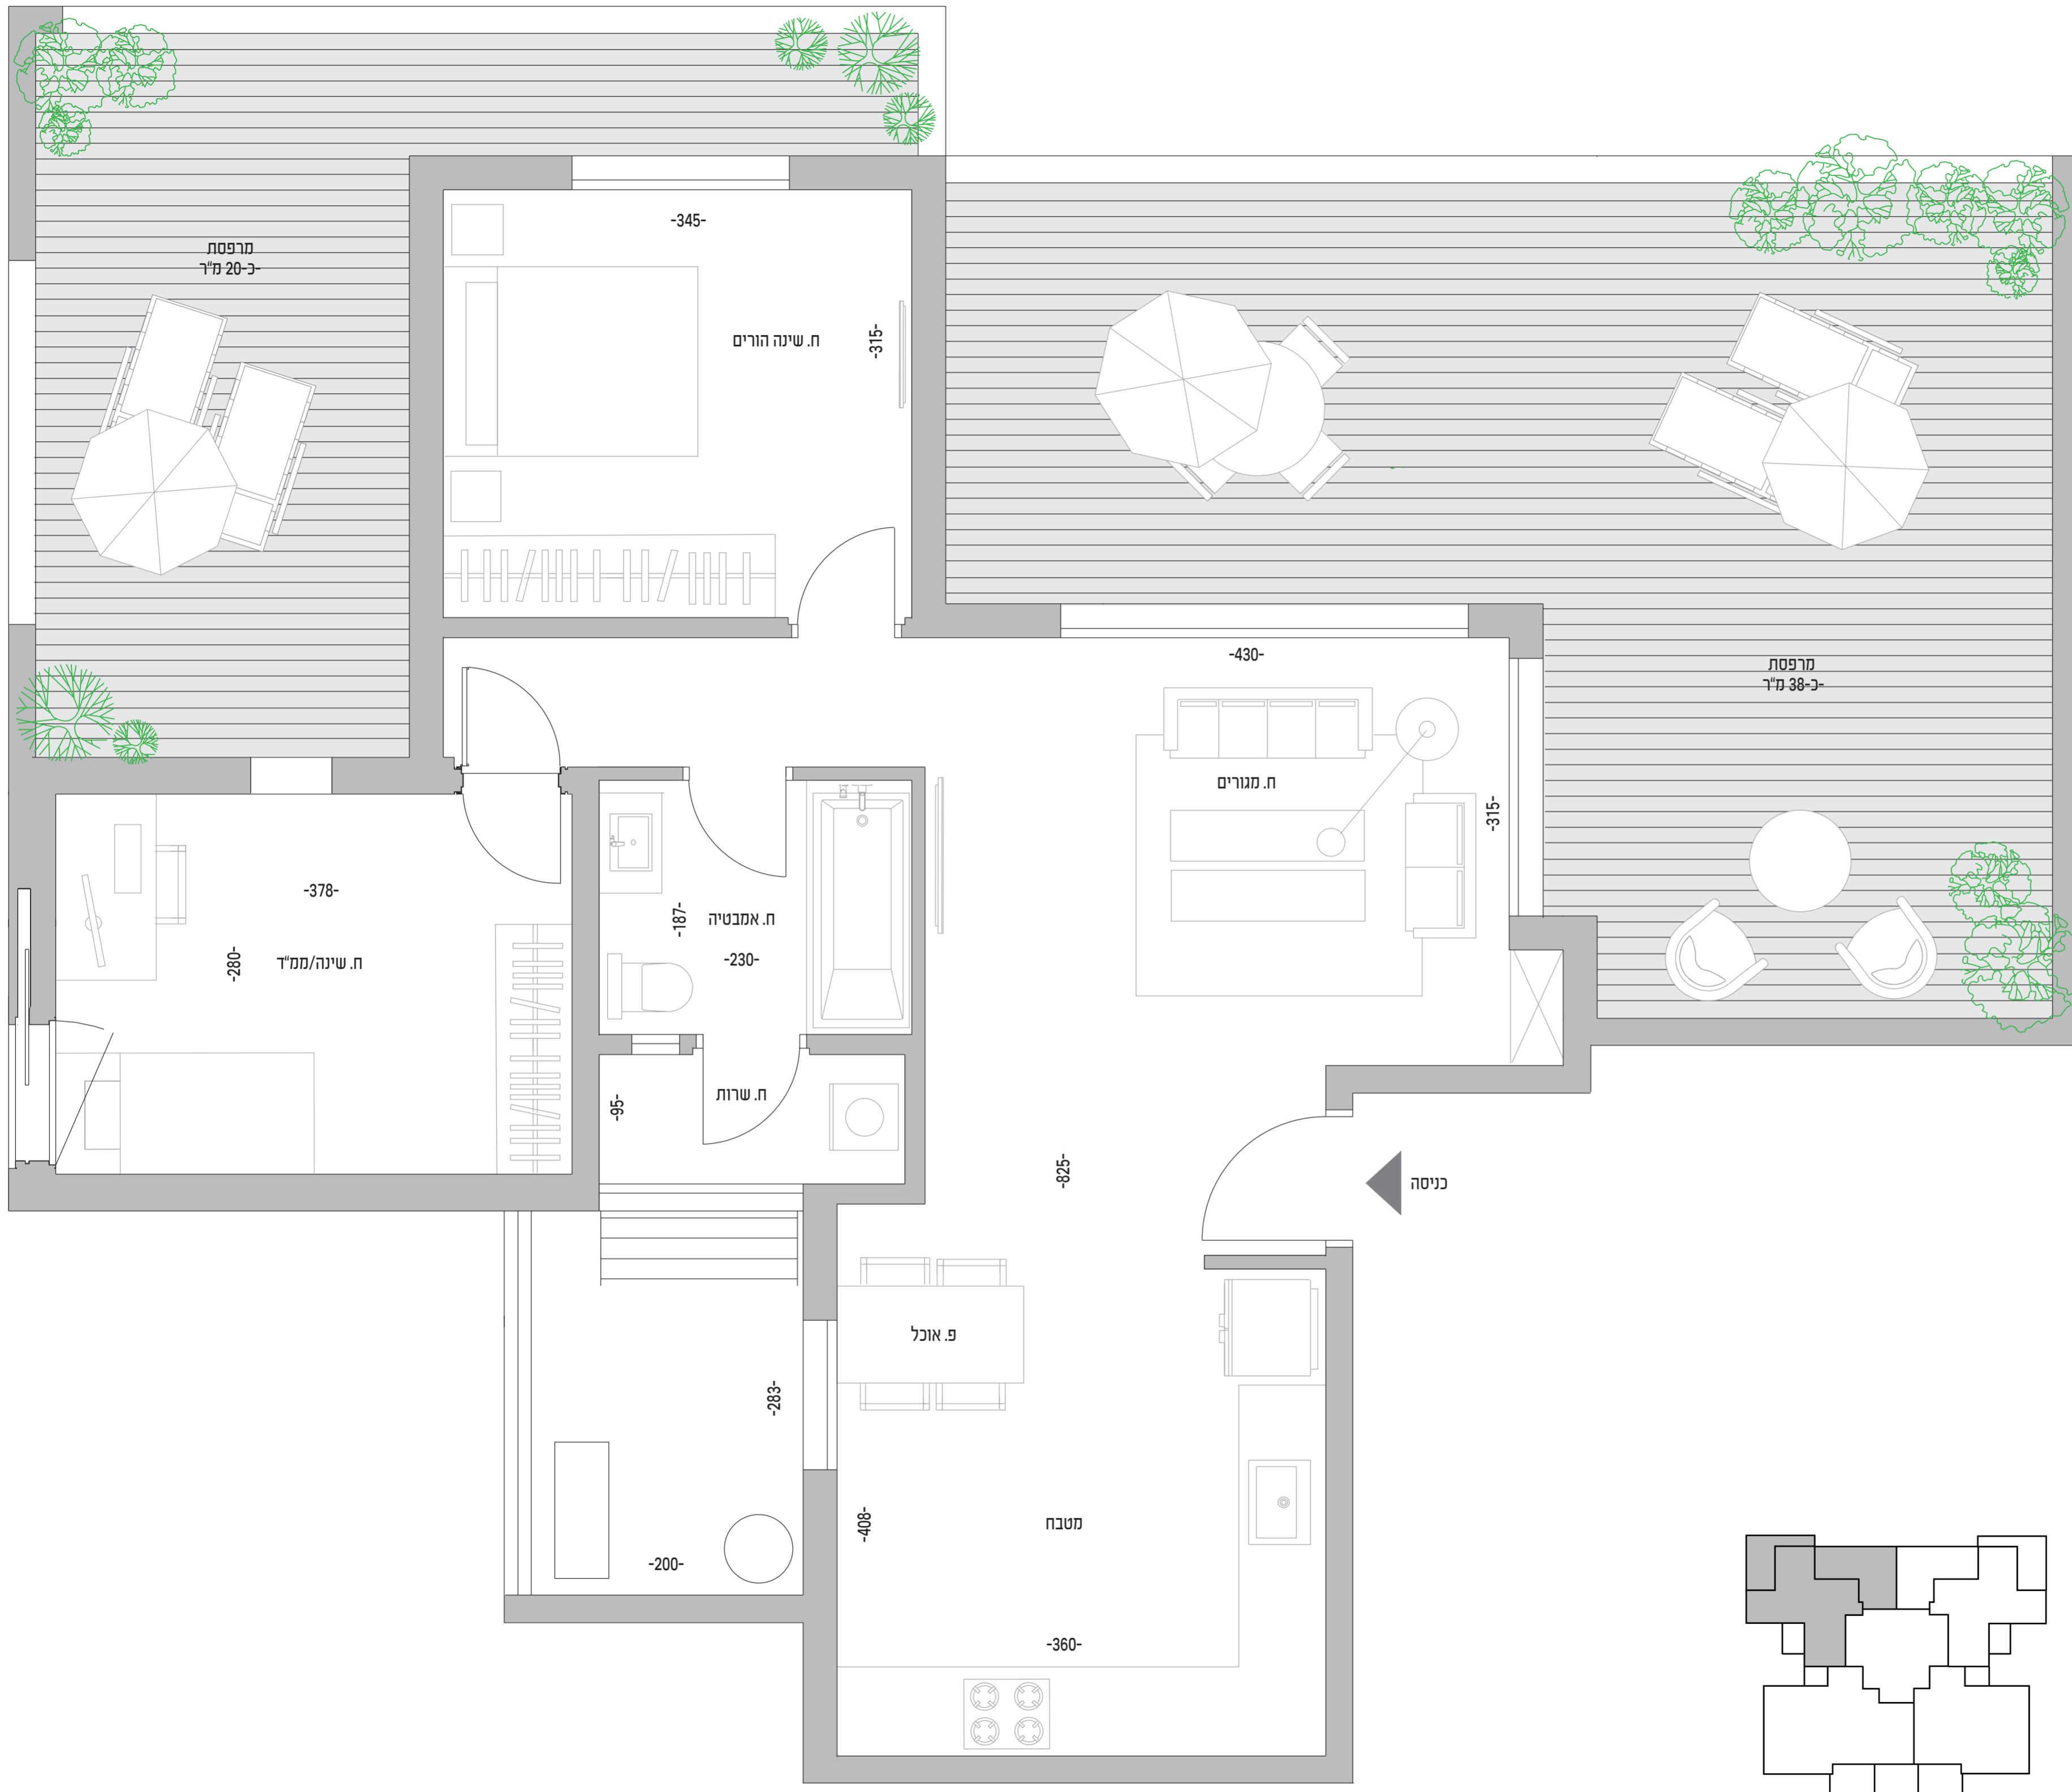 -345-
מרפסת
-כ-20 מ"ר
ח. שינה הורים
-315-
-430-
מרפסת
-כ-38 מ"ר
ח. מגורים
-315-
-378-
-280-
ח. שינה/ממ"ד
-187-
ח. אמבטיה
-230-
ח. שרות
-95-
-825-
כניסה
פ. אוכל
-283-
-408-
מטבח
-200-
-360-